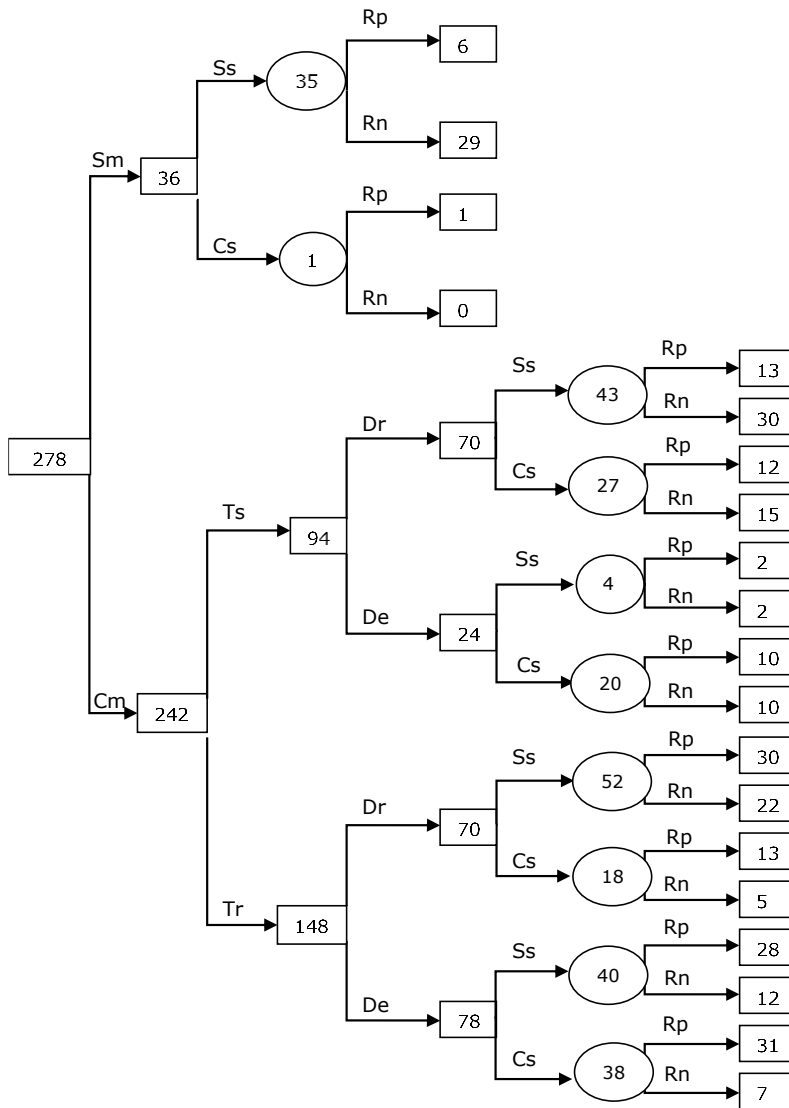 Rp
6
Ss
35
Rn
29
Sm
36
Rp
1
Cs
1
Rn
0
Rp
13
Ss
43
Rn
30
Dr
70
Rp
12
278
Cs
27
Rn
15
Ts
94
Rp
2
Ss
4
Rn
2
De
24
Rp
10
Cs
20
Rn
10
Cm
242
Rp
30
Ss
52
Rn
22
Dr
70
Rp
13
Cs
18
Rn
5
Tr
148
Rp
28
Ss
40
Rn
12
De
78
Rp
31
Cs
38
Rn
7